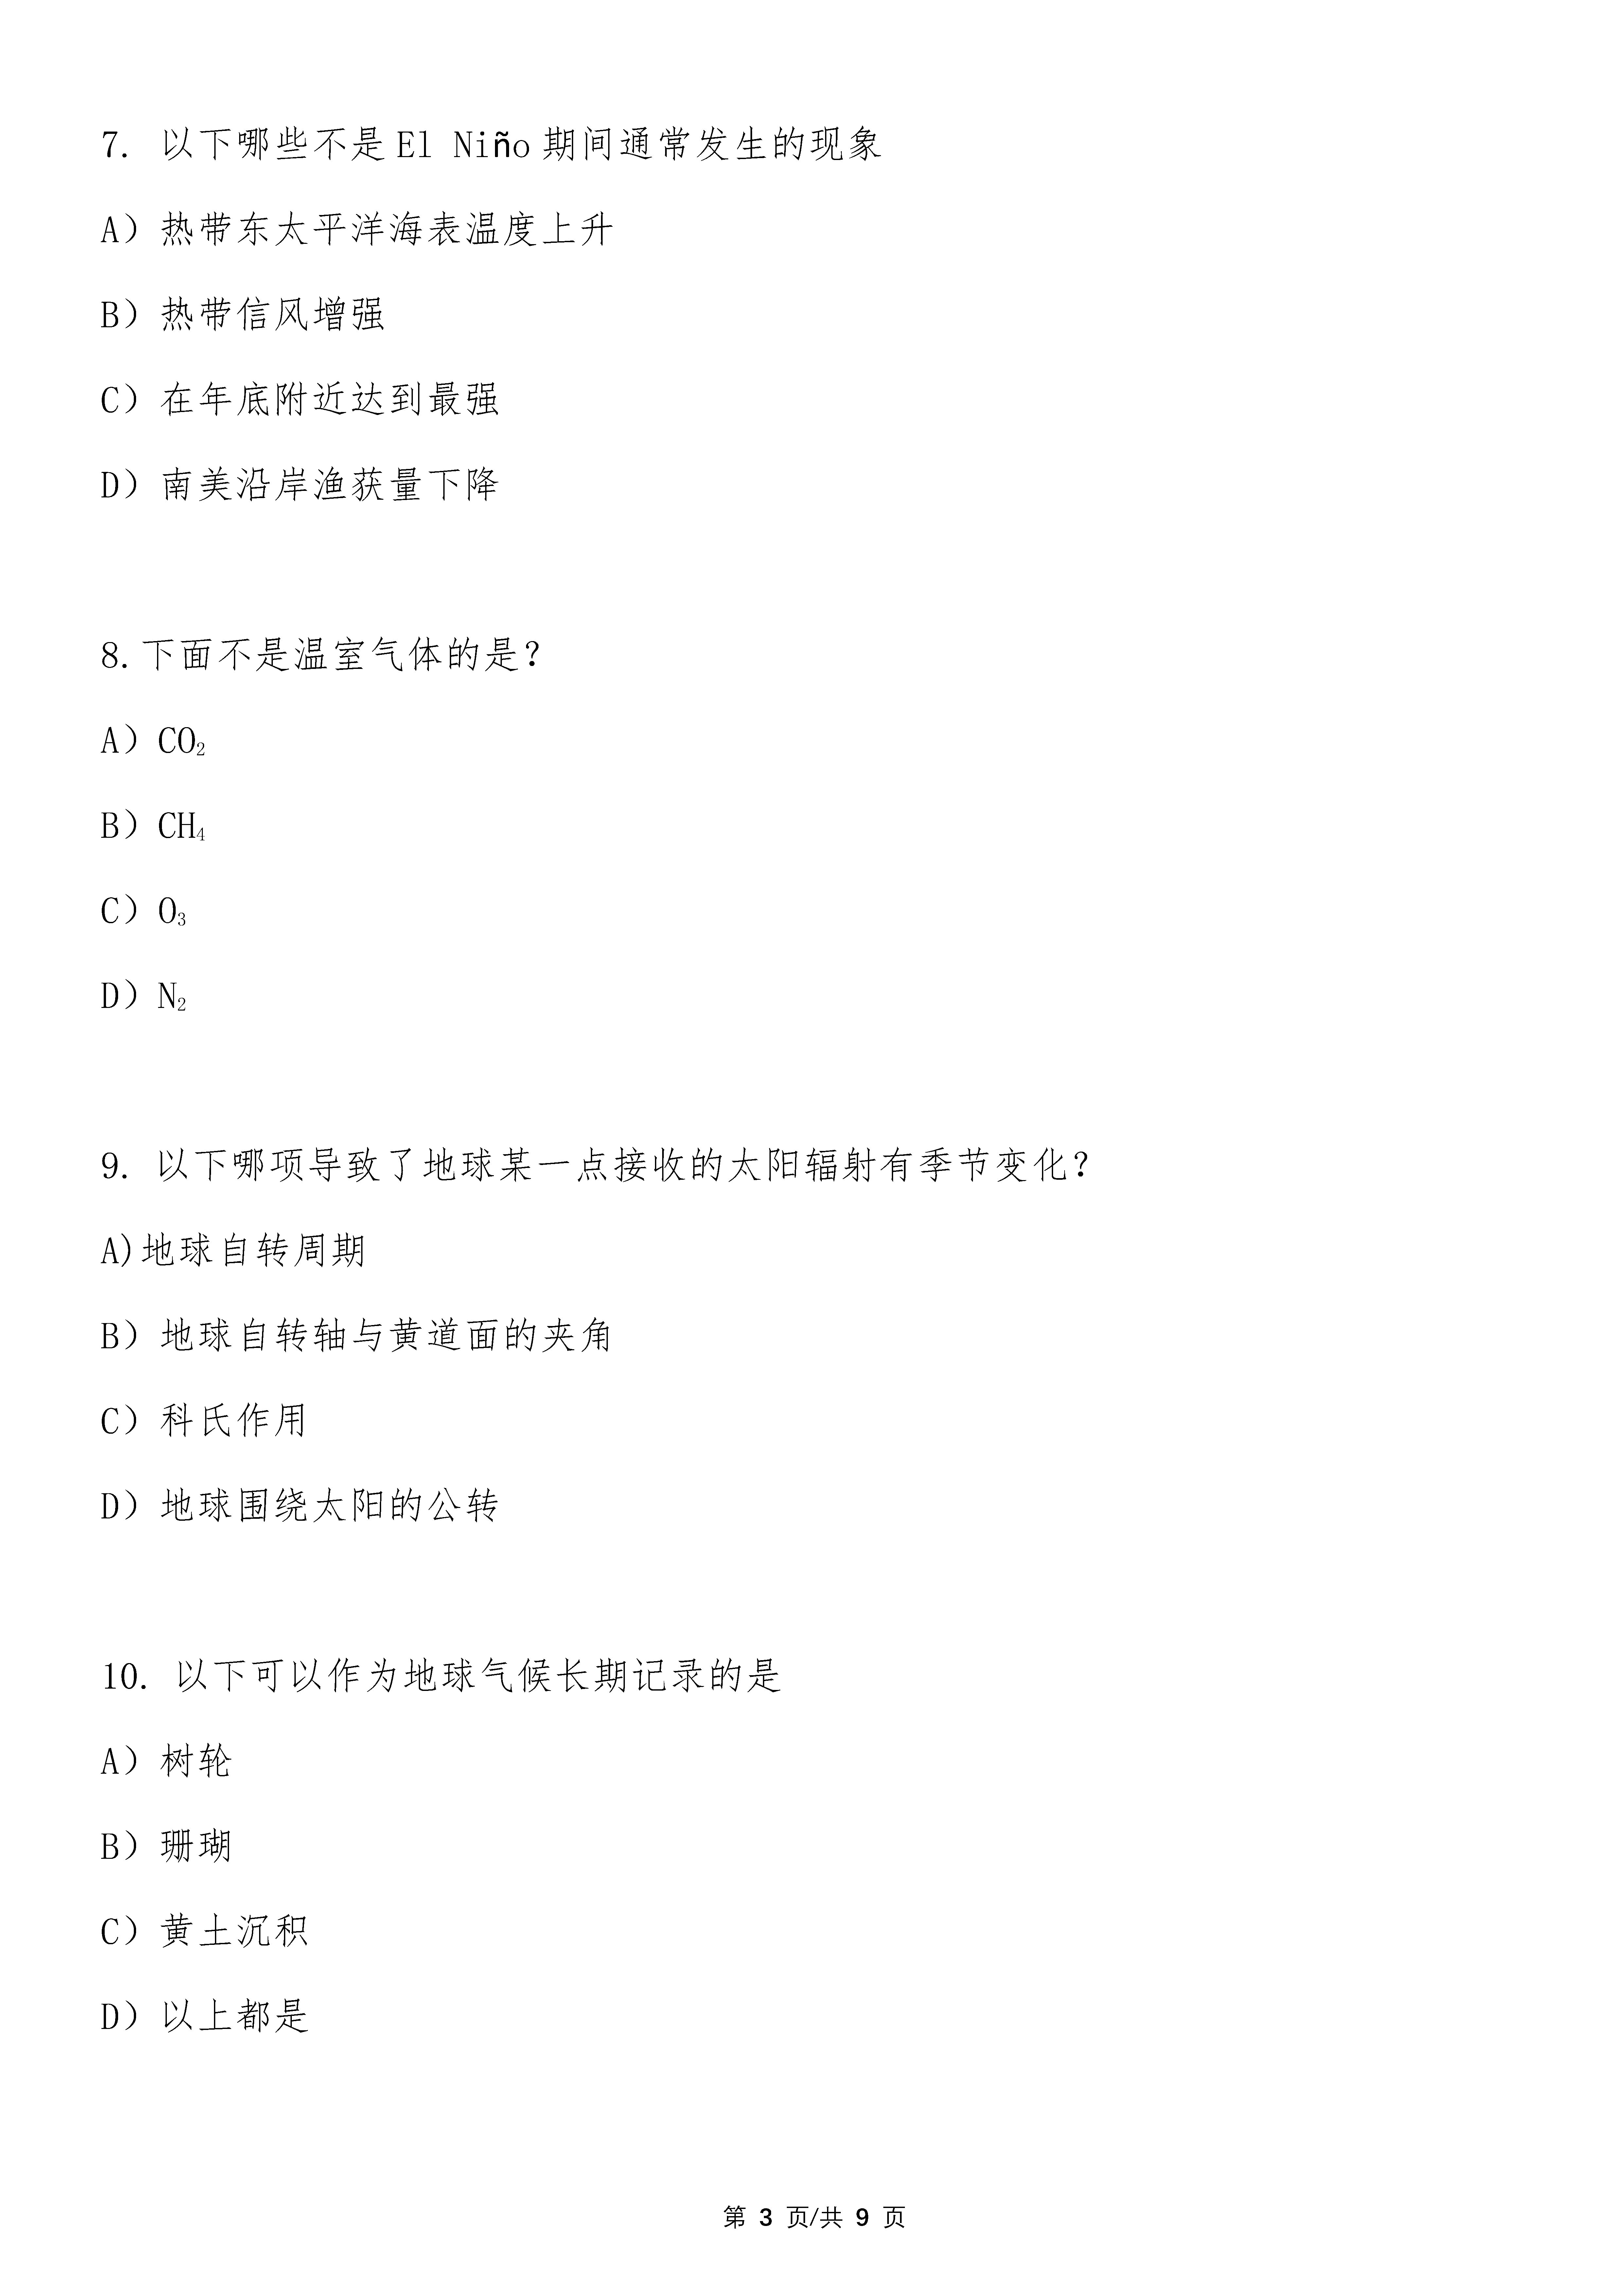 7. 以下哪些不是El Niño期间通常发生的现象
A）热带东太平洋海表温度上升
B）热带信风增强
C）在年底附近达到最强
D）南美沿岸渔获量下降
8.下面不是温室气体的是?
A）CO₂
B）CH₄
C）O₃
D）N₂
9. 以下哪项导致了地球某一点接收的太阳辐射有季节变化?
A)地球自转周期
B）地球自转轴与黄道面的夹角
C）科氏作用
D）地球围绕太阳的公转
10. 以下可以作为地球气候长期记录的是
A）树轮
B）珊瑚
C）黄土沉积
D）以上都是
第 3 页/共 9 页